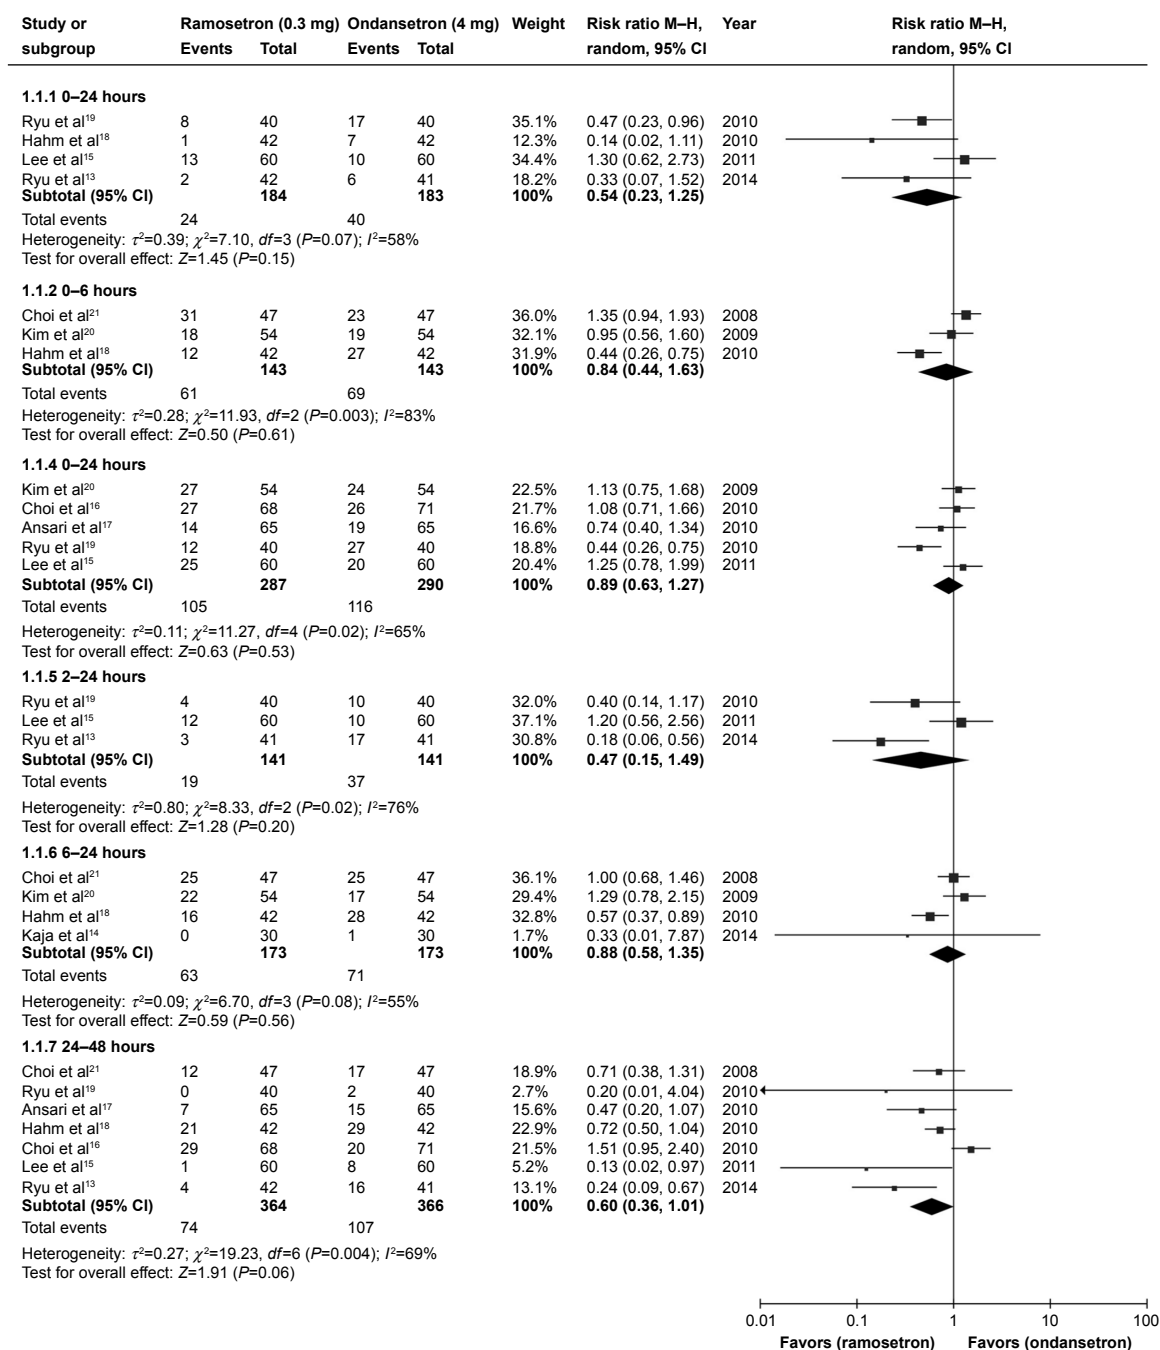 Study or Ramosetron (0.3 mg) Ondansetron (4 mg) Weight Risk ratio M–H, Year Risk ratio M–H,
subgroup Events Total Events Total random, 95% CI random, 95% CI
1.1.1 0–24 hours
Ryu et al19 8 40 17 40 35.1% 0.47 (0.23, 0.96) 2010
Hahm et al18 1 42 7 42 12.3% 0.14 (0.02, 1.11) 2010
Lee et al15 13 60 10 60 34.4% 1.30 (0.62, 2.73) 2011
Ryu et al13 2 42 6 41 18.2% 0.33 (0.07, 1.52) 2014
Subtotal (95% CI) 184 183 100% 0.54 (0.23, 1.25)
Total events 24 40
Heterogeneity: τ²=0.39; χ²=7.10, df=3 (P=0.07); I²=58%
Test for overall effect: Z=1.45 (P=0.15)
1.1.2 0–6 hours
Choi et al21 31 47 23 47 36.0% 1.35 (0.94, 1.93) 2008
Kim et al20 18 54 19 54 32.1% 0.95 (0.56, 1.60) 2009
Hahm et al18 12 42 27 42 31.9% 0.44 (0.26, 0.75) 2010
Subtotal (95% CI) 143 143 100% 0.84 (0.44, 1.63)
Total events 61 69
Heterogeneity: τ²=0.28; χ²=11.93, df=2 (P=0.003); I²=83%
Test for overall effect: Z=0.50 (P=0.61)
1.1.4 0–24 hours
Kim et al20 27 54 24 54 22.5% 1.13 (0.75, 1.68) 2009
Choi et al16 27 68 26 71 21.7% 1.08 (0.71, 1.66) 2010
Ansari et al17 14 65 19 65 16.6% 0.74 (0.40, 1.34) 2010
Ryu et al19 12 40 27 40 18.8% 0.44 (0.26, 0.75) 2010
Lee et al15 25 60 20 60 20.4% 1.25 (0.78, 1.99) 2011
Subtotal (95% CI) 287 290 100% 0.89 (0.63, 1.27)
Total events 105 116
Heterogeneity: τ²=0.11; χ²=11.27, df=4 (P=0.02); I²=65%
Test for overall effect: Z=0.63 (P=0.53)
1.1.5 2–24 hours
Ryu et al19 4 40 10 40 32.0% 0.40 (0.14, 1.17) 2010
Lee et al15 12 60 10 60 37.1% 1.20 (0.56, 2.56) 2011
Ryu et al13 3 41 17 41 30.8% 0.18 (0.06, 0.56) 2014
Subtotal (95% CI) 141 141 100% 0.47 (0.15, 1.49)
Total events 19 37
Heterogeneity: τ²=0.80; χ²=8.33, df=2 (P=0.02); I²=76%
Test for overall effect: Z=1.28 (P=0.20)
1.1.6 6–24 hours
Choi et al21 25 47 25 47 36.1% 1.00 (0.68, 1.46) 2008
Kim et al20 22 54 17 54 29.4% 1.29 (0.78, 2.15) 2009
Hahm et al18 16 42 28 42 32.8% 0.57 (0.37, 0.89) 2010
Kaja et al14 0 30 1 30 1.7% 0.33 (0.01, 7.87) 2014
Subtotal (95% CI) 173 173 100% 0.88 (0.58, 1.35)
Total events 63 71
Heterogeneity: τ²=0.09; χ²=6.70, df=3 (P=0.08); I²=55%
Test for overall effect: Z=0.59 (P=0.56)
1.1.7 24–48 hours
Choi et al21 12 47 17 47 18.9% 0.71 (0.38, 1.31) 2008
Ryu et al19 0 40 2 40 2.7% 0.20 (0.01, 4.04) 2010
Ansari et al17 7 65 15 65 15.6% 0.47 (0.20, 1.07) 2010
Hahm et al18 21 42 29 42 22.9% 0.72 (0.50, 1.04) 2010
Choi et al16 29 68 20 71 21.5% 1.51 (0.95, 2.40) 2010
Lee et al15 1 60 8 60 5.2% 0.13 (0.02, 0.97) 2011
Ryu et al13 4 42 16 41 13.1% 0.24 (0.09, 0.67) 2014
Subtotal (95% CI) 364 366 100% 0.60 (0.36, 1.01)
Total events 74 107
Heterogeneity: τ²=0.27; χ²=19.23, df=6 (P=0.004); I²=69%
Test for overall effect: Z=1.91 (P=0.06)
0.01 0.1 1 10 100
Favors (ramosetron) Favors (ondansetron)